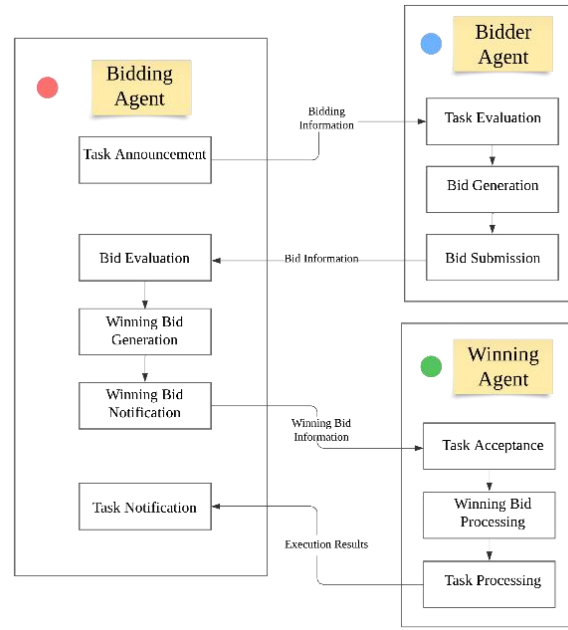 Bidding
Agent
Task Announcement
Bid Evaluation
Winning Bid
Generation
Winning Bid
Notification
Task Notification
Bidding
Information
Bid Information
Winning Bid
Information
Execution Results
Bidder
Agent
Task Evaluation
Bid Generation
Bid Submission
Winning
Agent
Task Acceptance
Winning Bid
Processing
Task Processing